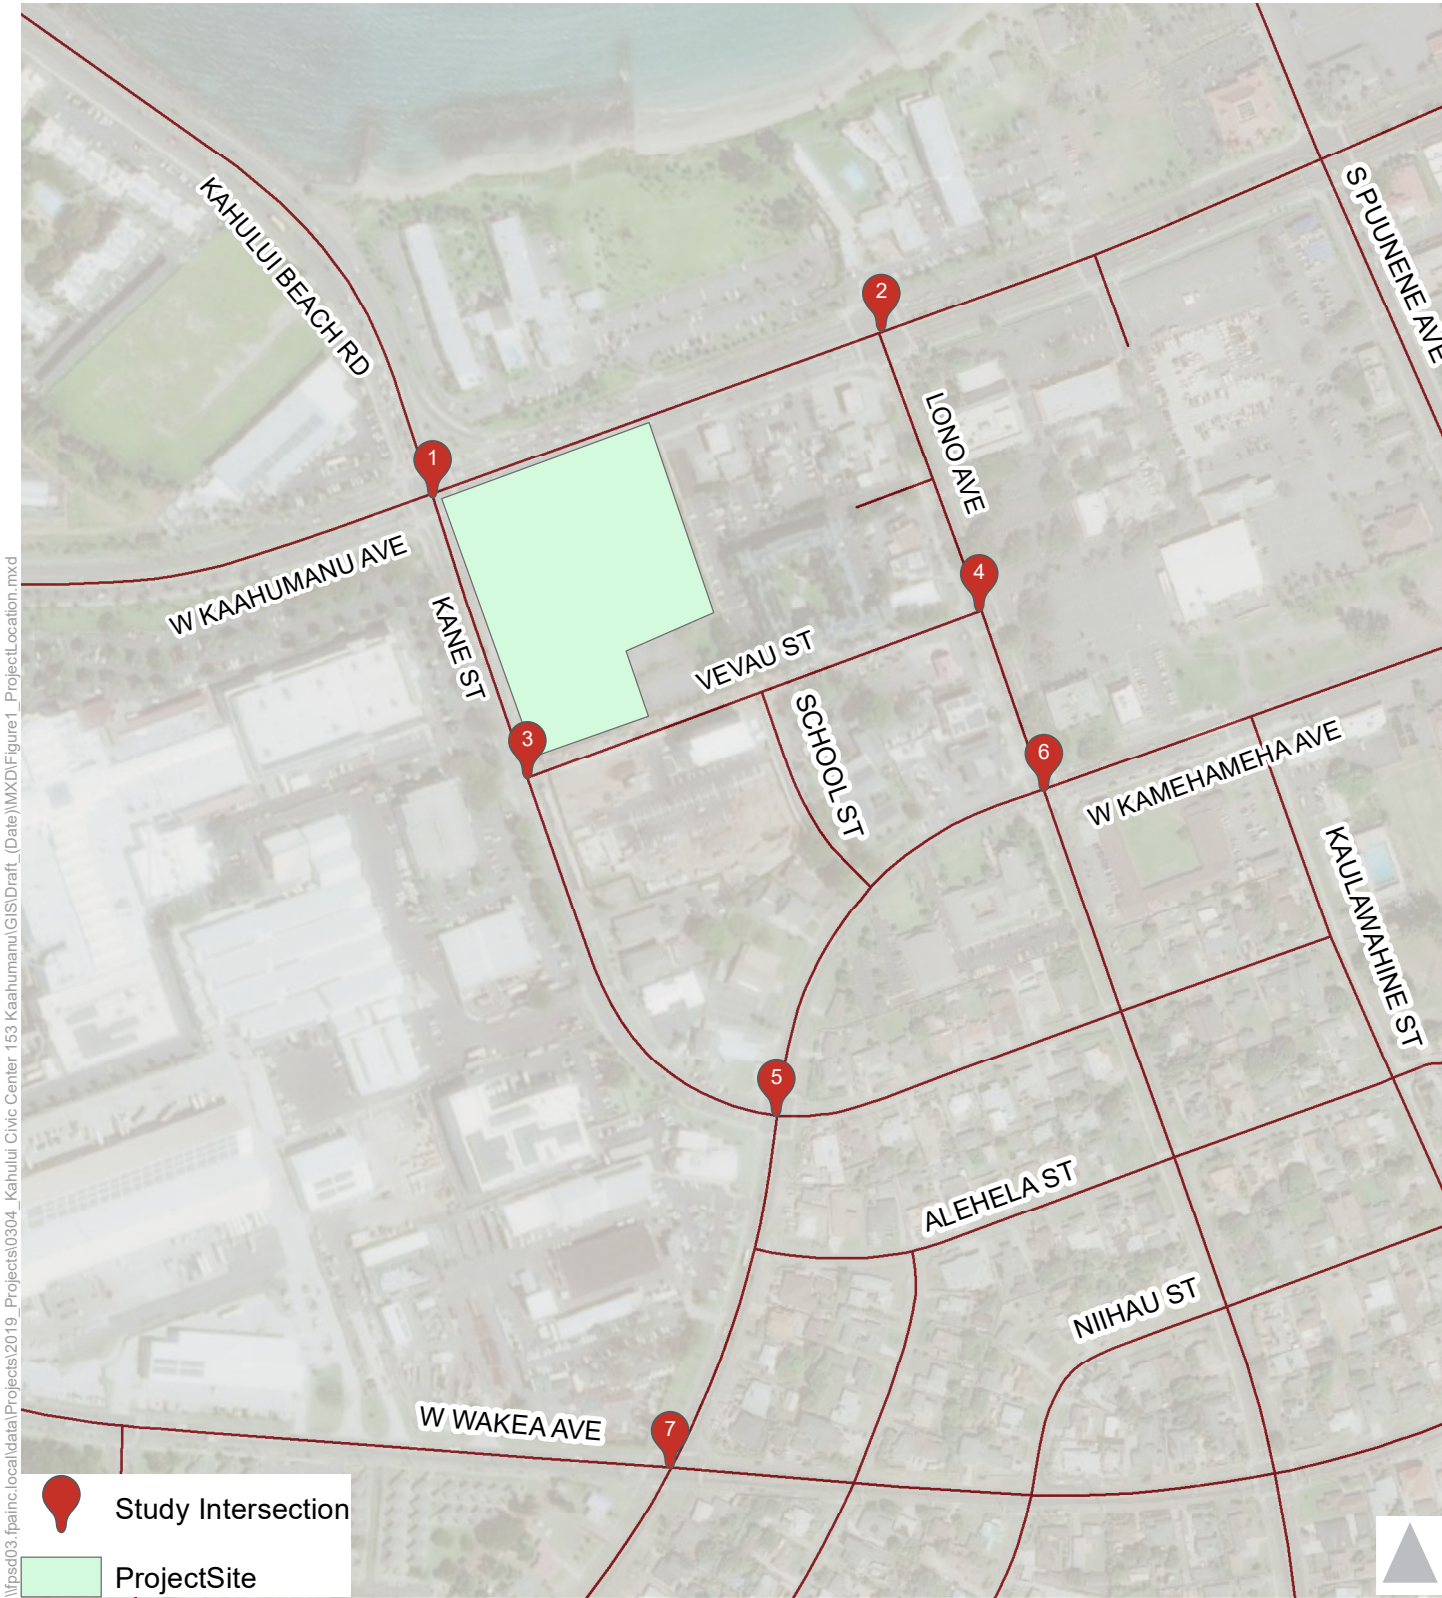 S PUUNENE AVE
KAHULUI BEACH RD
2
LONO AVE
1
W KAAHUMANU AVE
KANE ST
4
VEVAU ST
SCHOOL ST
3
6
W KAMEHAMEHA AVE
KAULAWAHINE ST
5
ALEHELA ST
NIIHAU ST
W WAKEA AVE
7
Study Intersection
ProjectSite
\\fpsd03.fpainc.local\data\Projects\2019_Projects\0304_Kahului Civic Center 153 Kaahumanu\GIS\Draft_(Date)\MXD\Figure1_ProjectLocation.mxd